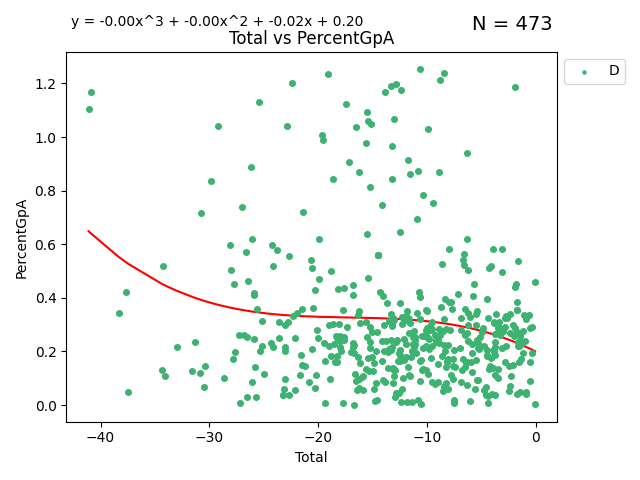 y = -0.00x^3 + -0.00x^2 + -0.02x + 0.20
N = 473
Total vs PercentGpA
D
PercentGpA
1.2
1.0
0.8
0.6
0.4
0.2
0.0
−40 −30 −20 −10 0
Total